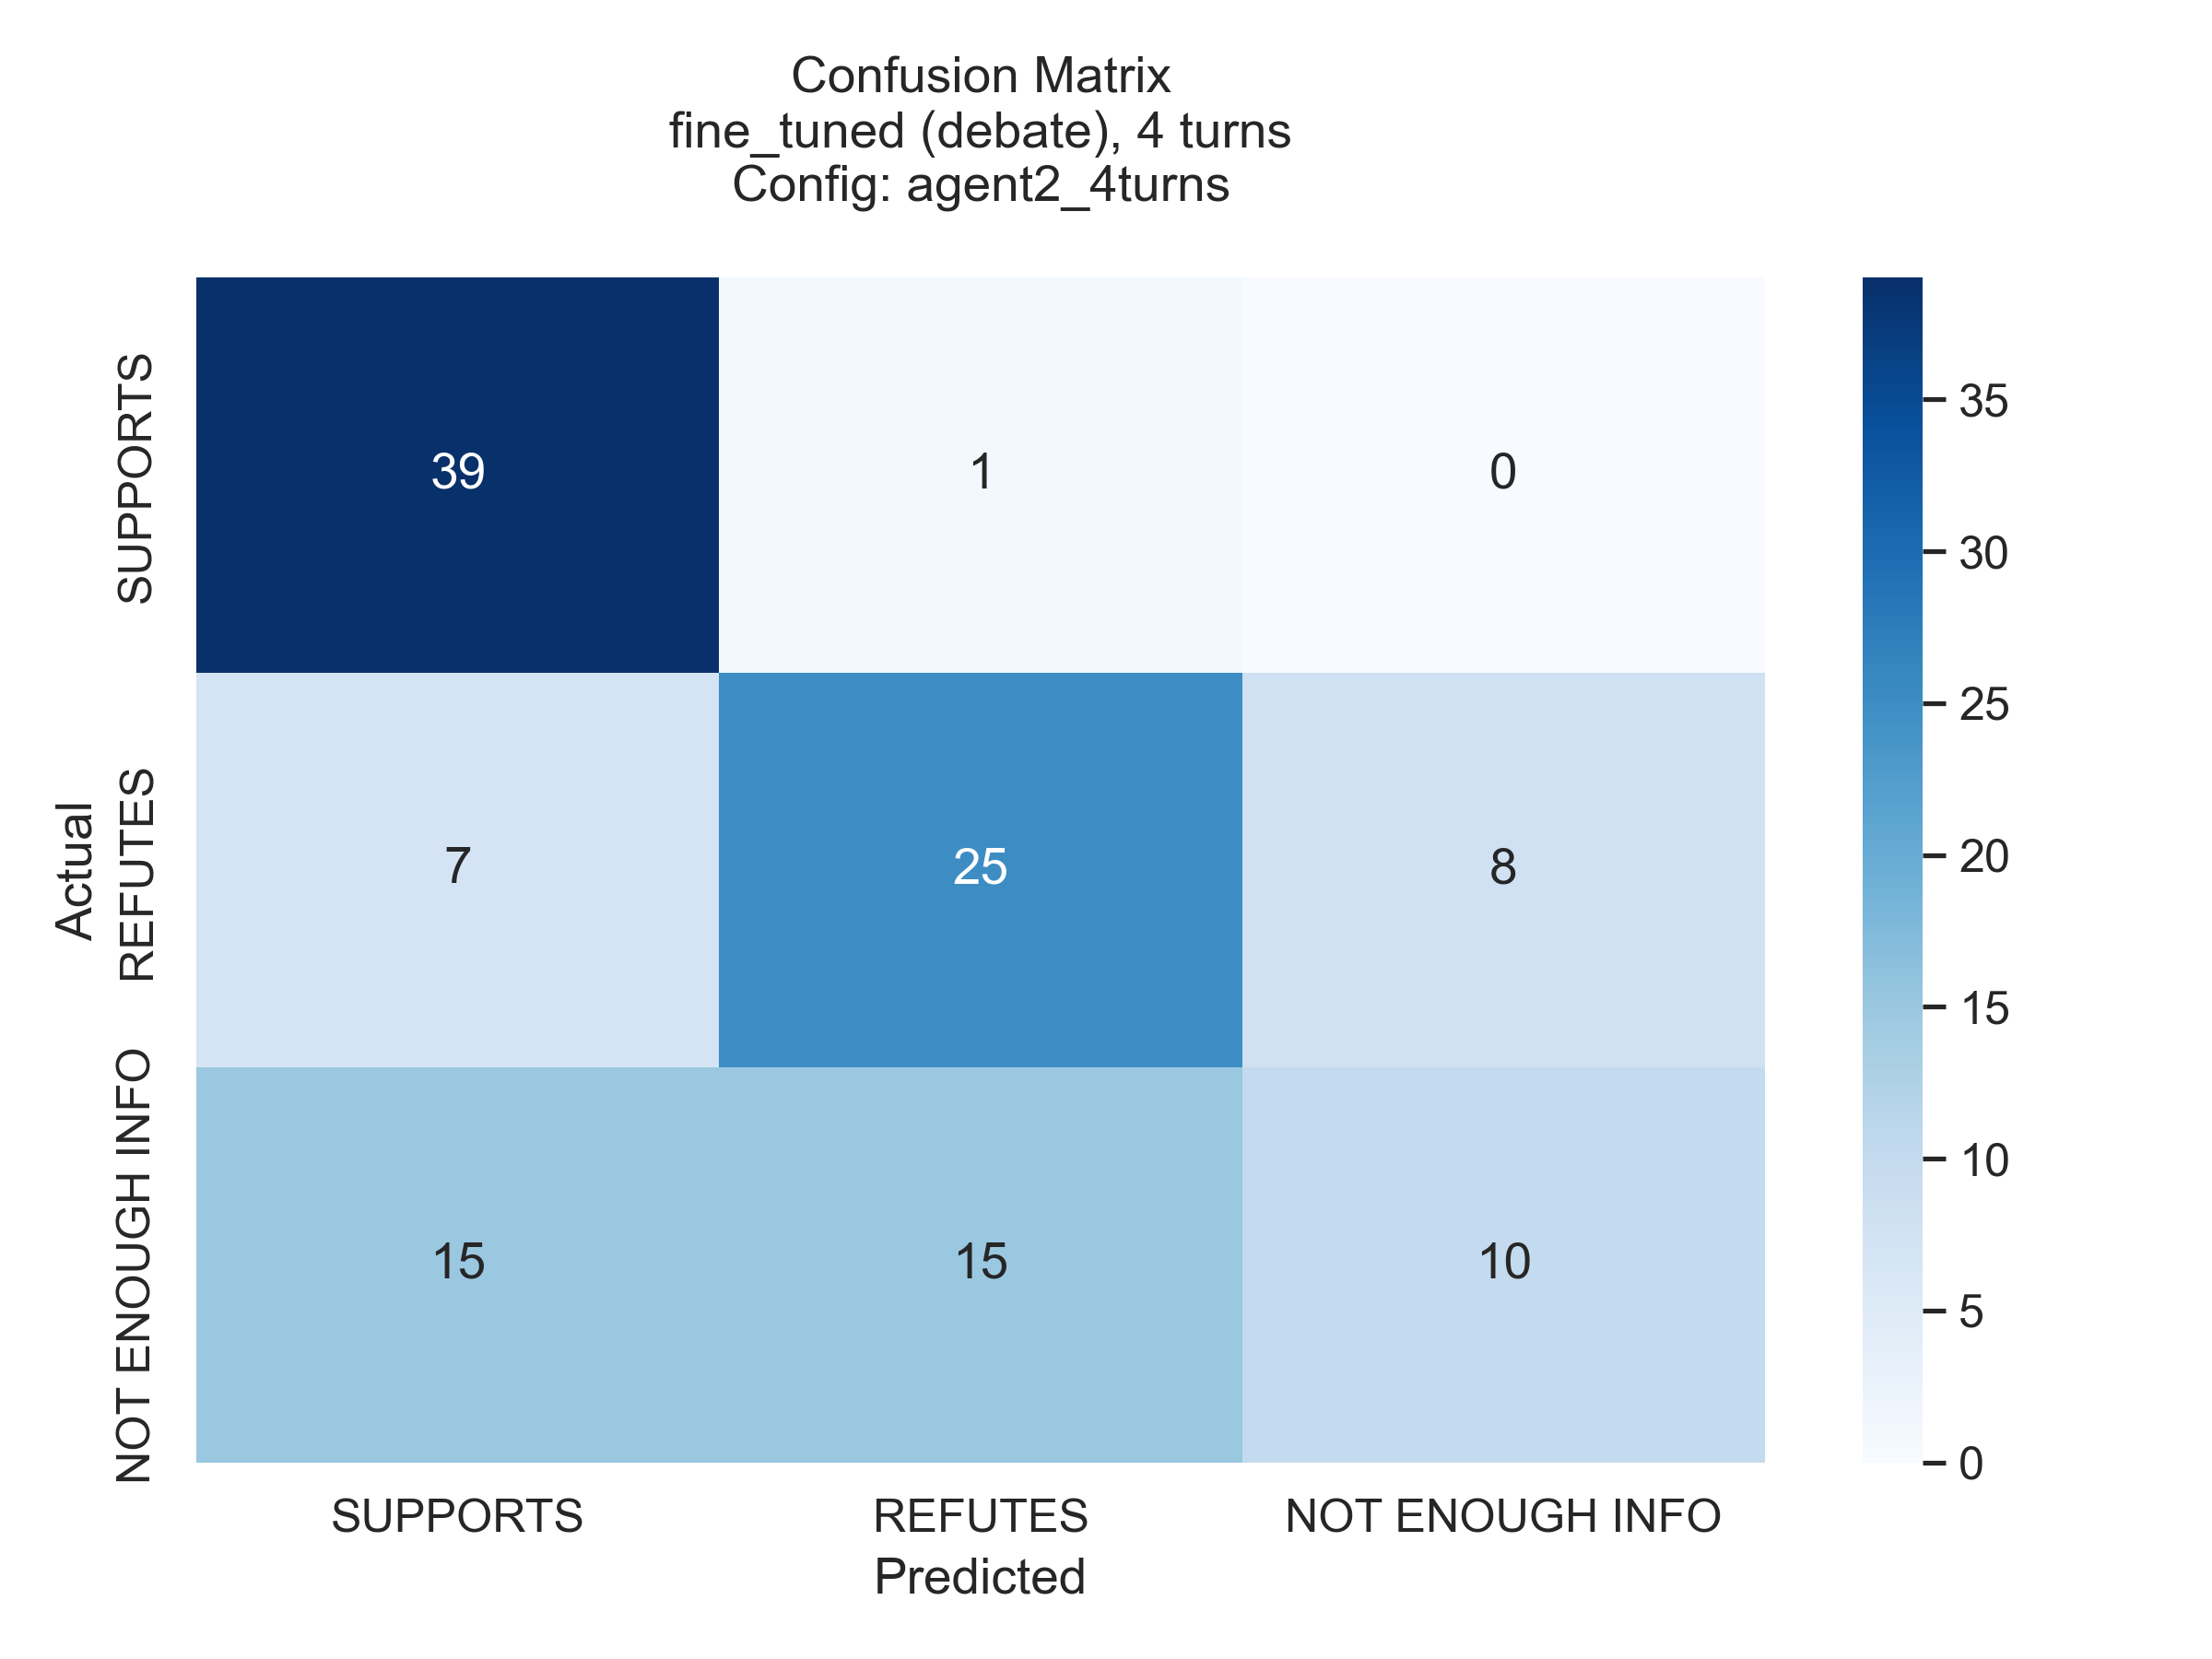 Confusion Matrix
fine_tuned (debate), 4 turns
Config: agent2_4turns
Actual
SUPPORTS
39
1
0
REFUTES
7
25
8
NOT ENOUGH INFO
15
15
10
SUPPORTS
REFUTES
NOT ENOUGH INFO
Predicted
35
30
25
20
15
10
5
0